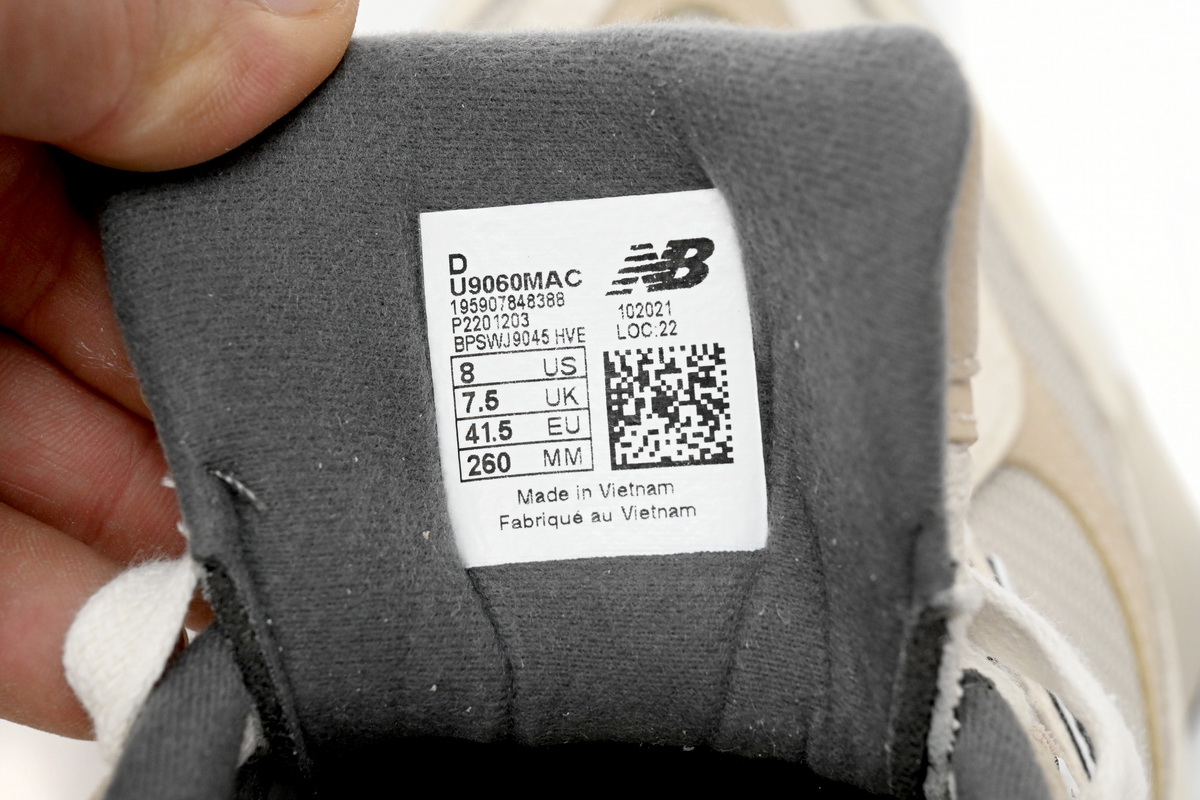 D
U9060MAC
195907848388
P2201203
BPSWJ9045 HVE
8 US
7.5 UK
41.5 EU
260 MM
NB
102021
LOC:22
Made in Vietnam
Fabriqué au Vietnam